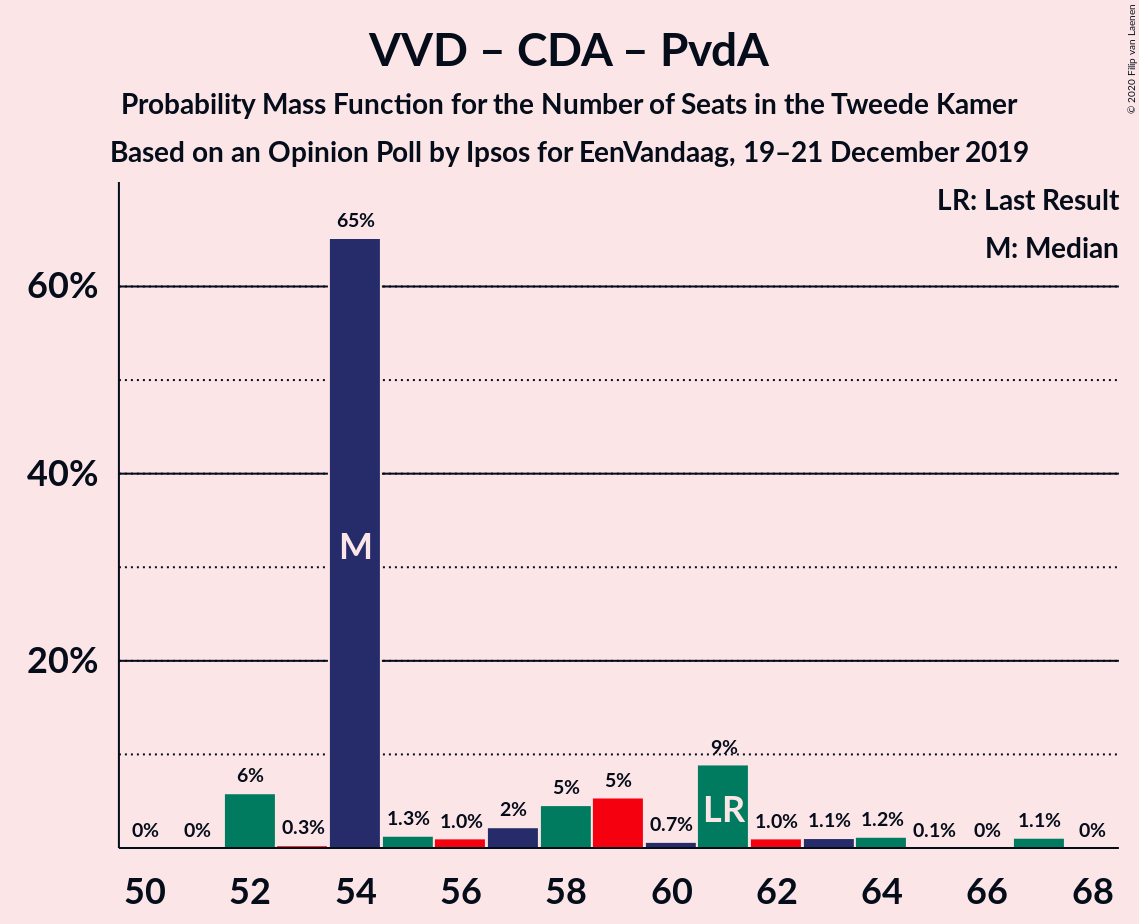 VVD – CDA – PvdA
Probability Mass Function for the Number of Seats in the Tweede Kamer
Based on an Opinion Poll by Ipsos for EenVandaag, 19–21 December 2019
© 2020 Filip van Laenen
LR: Last Result
M: Median
60%
40%
20%
0%
0%
6%
0.3%
65%
1.3%
1.0%
2%
5%
5%
0.7%
9%
1.0%
1.1%
1.2%
0.1%
0%
1.1%
0%
M
LR
50 52 54 56 58 60 62 64 66 68